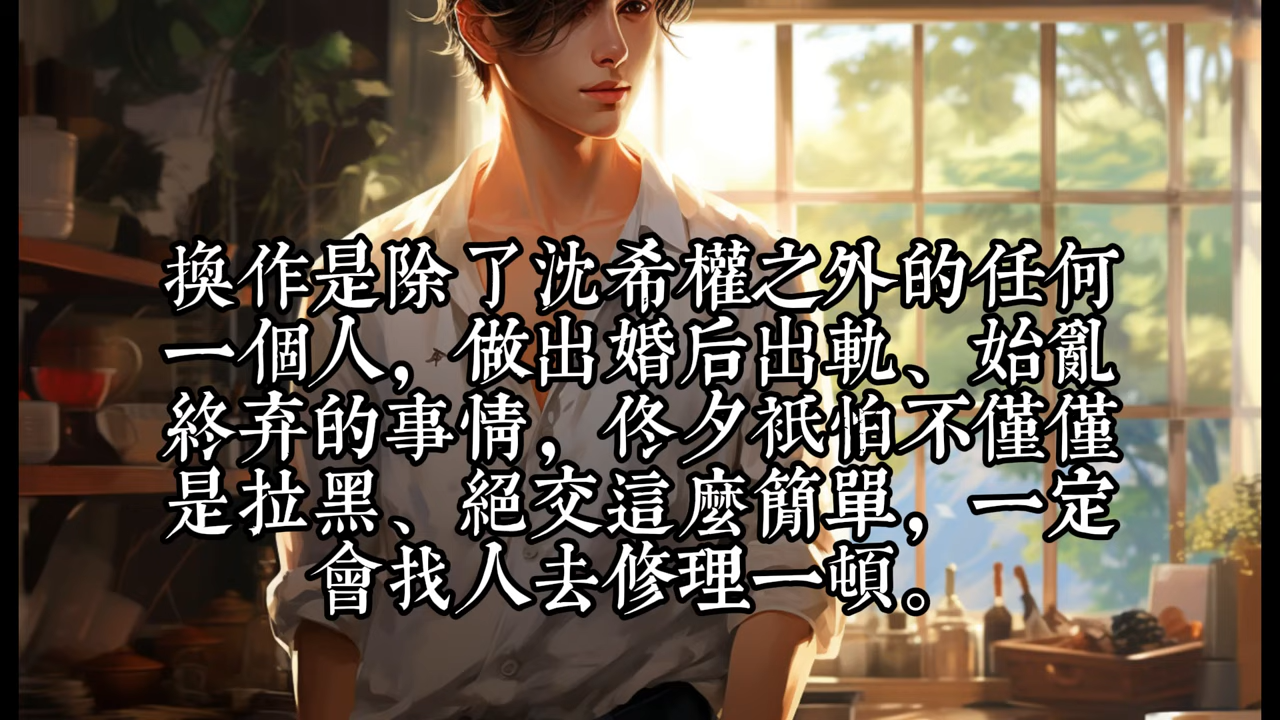 換作是除了沈希權之外的任何
一個人，做出婚后出軌、始亂
終弃的事情，佟夕祇怕不僅僅
是拉黑、絕交這麼簡單，一定
會找人去修理一頓。